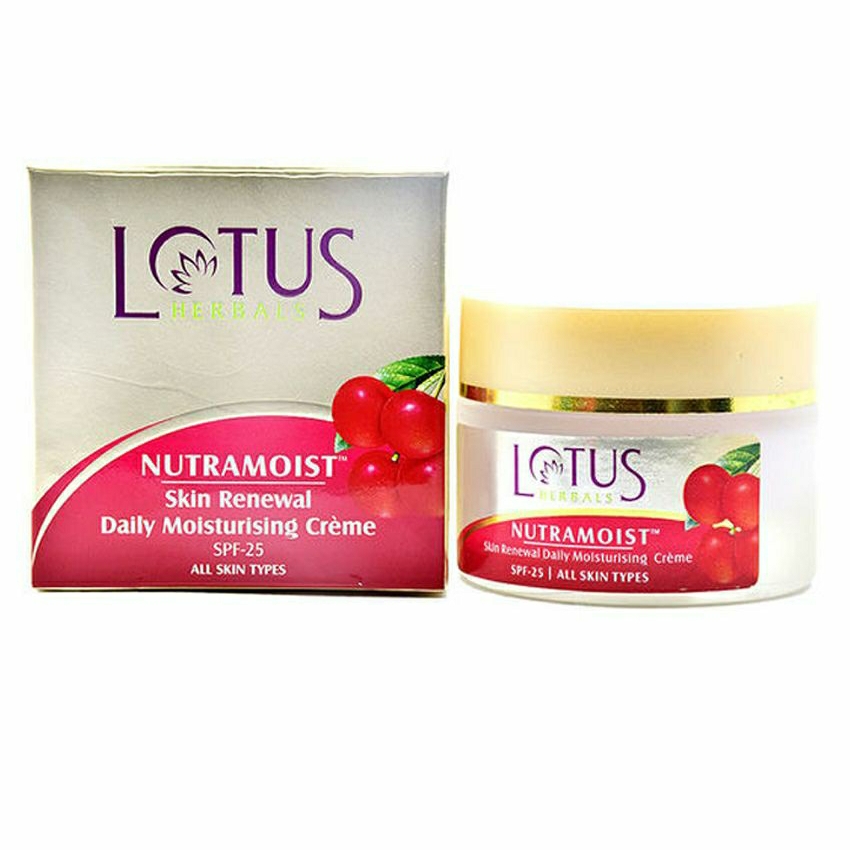 LOTUS
HERBALS
NUTRAMOIST™
Skin Renewal
Daily Moisturising Crème
SPF-25
ALL SKIN TYPES
LOTUS
HERBALS
NUTRAMOIST™
Skin Renewal Daily Moisturising Crème
SPF-25 | ALL SKIN TYPES